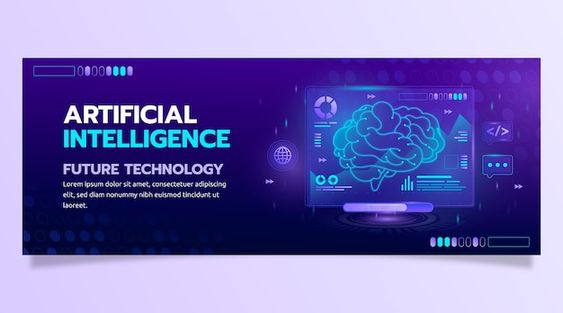 ARTIFICIAL
INTELLIGENCE
FUTURE TECHNOLOGY
Lorem ipsum dolor sit amet, consectetuer adipiscing
elit, sed diam nonummy nibh euismod tincidunt ut
laoreet.
</>